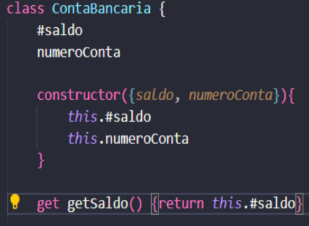 class ContaBancaria {
#saldo
numeroConta
constructor({saldo, numeroConta}){
this.#saldo
this.numeroConta
}
get getSaldo() {return this.#saldo}